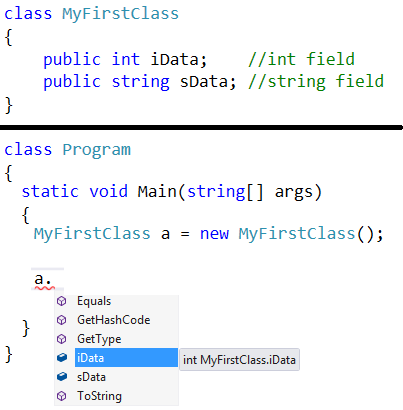 class MyFirstClass
{
public int iData; //int field
public string sData; //string field
}
class Program
{
static void Main(string[] args)
{
MyFirstClass a = new MyFirstClass();
a.
Equals
GetHashCode
GetType
iData int MyFirstClass.iData
sData
ToString
}
}